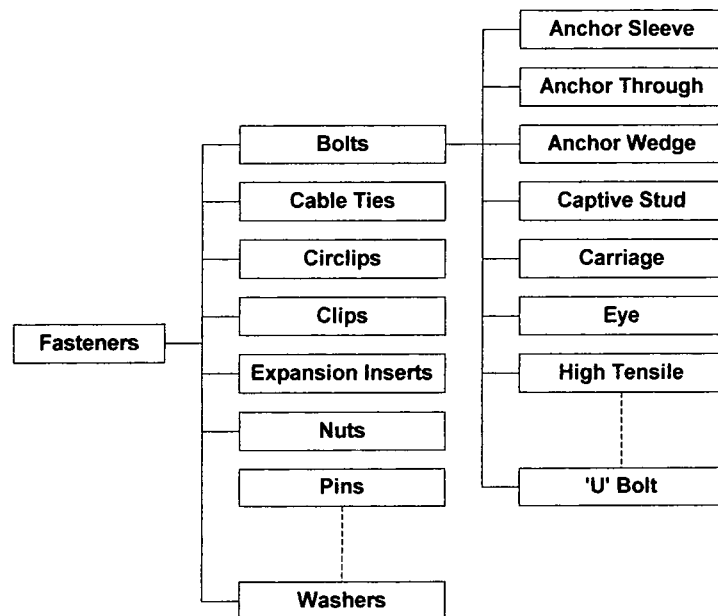 Fasteners
Bolts
Cable Ties
Circlips
Clips
Expansion Inserts
Nuts
Pins
Washers
Anchor Sleeve
Anchor Through
Anchor Wedge
Captive Stud
Carriage
Eye
High Tensile
'U' Bolt